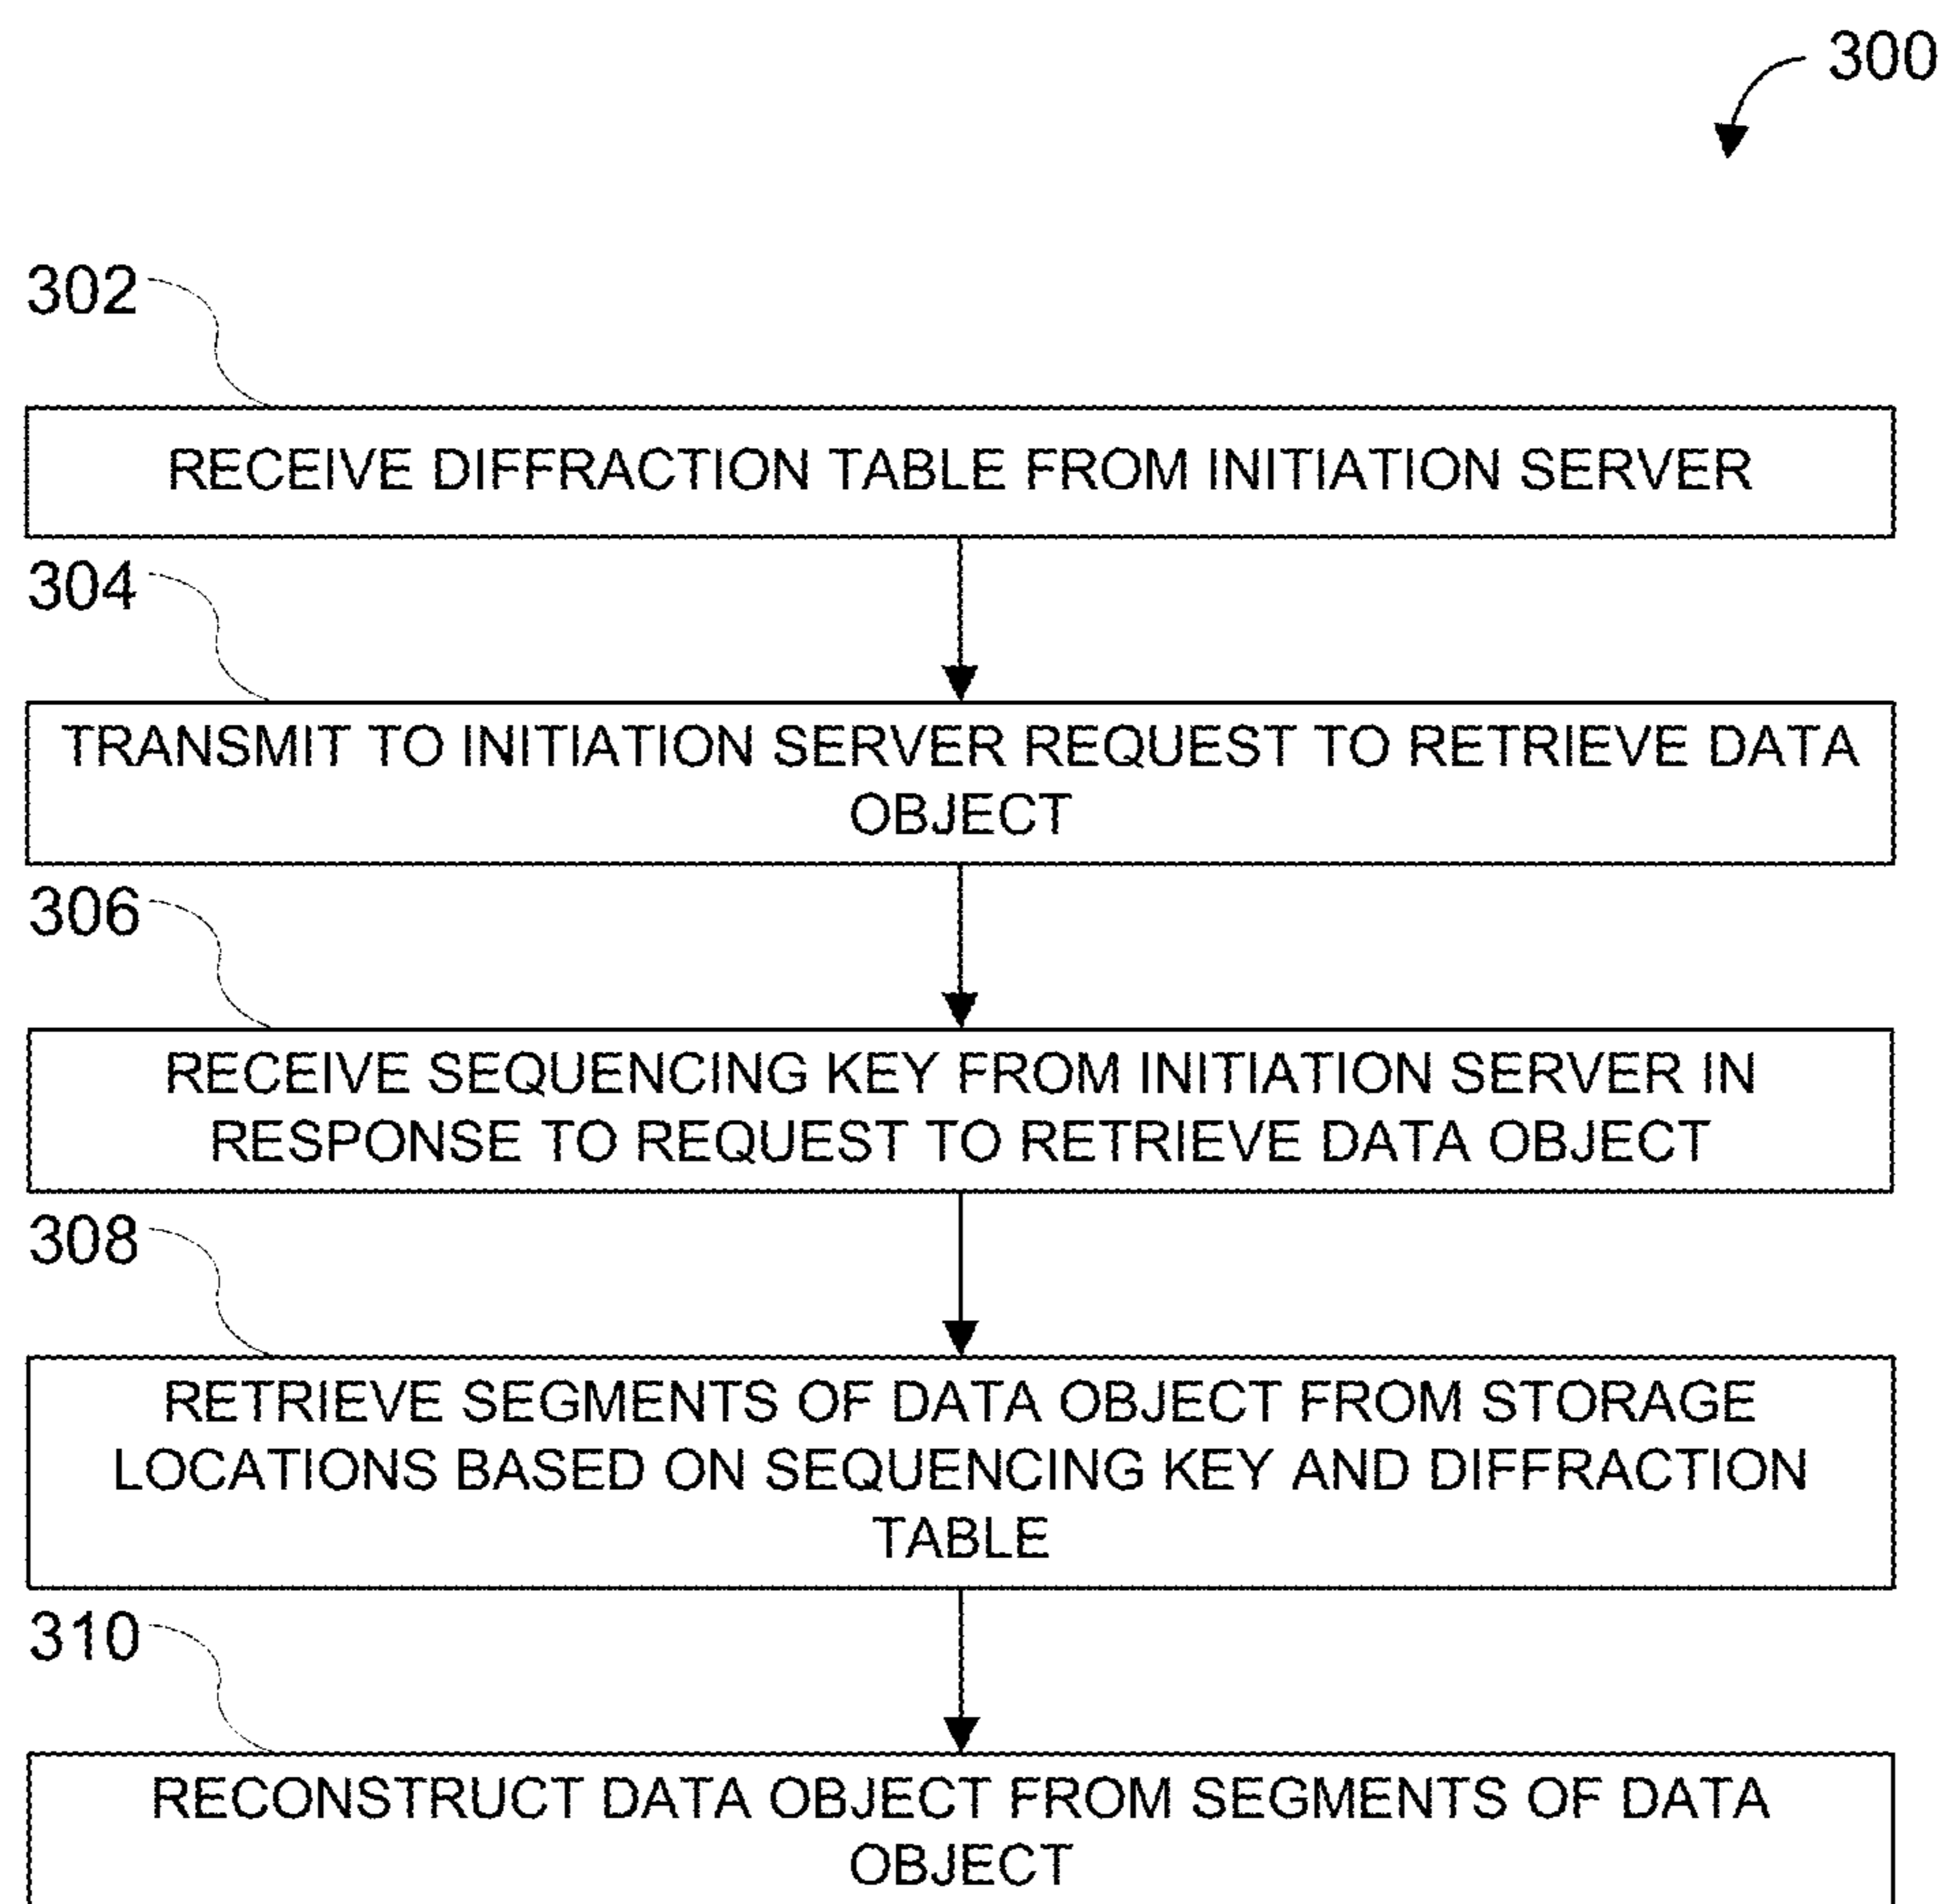 300
302
RECEIVE DIFFRACTION TABLE FROM INITIATION SERVER
304
TRANSMIT TO INITIATION SERVER REQUEST TO RETRIEVE DATA
OBJECT
306
RECEIVE SEQUENCING KEY FROM INITIATION SERVER IN
RESPONSE TO REQUEST TO RETRIEVE DATA OBJECT
308
RETRIEVE SEGMENTS OF DATA OBJECT FROM STORAGE
LOCATIONS BASED ON SEQUENCING KEY AND DIFFRACTION
TABLE
310
RECONSTRUCT DATA OBJECT FROM SEGMENTS OF DATA
OBJECT